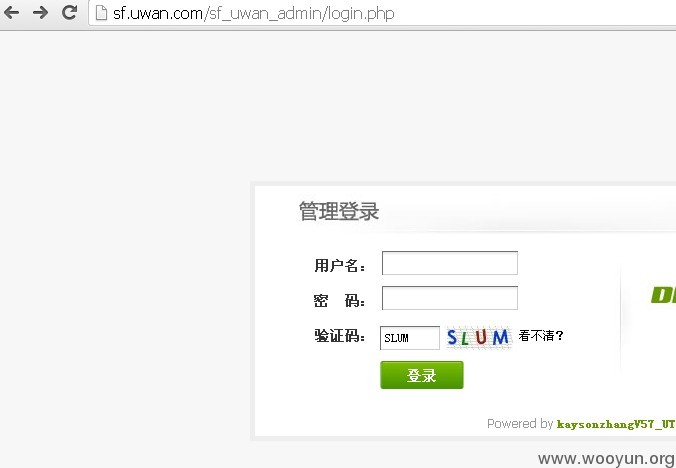 sf.uwan.com/sf_uwan_admin/login.php
管理登录
用户名：
密 码：
验证码： SLUM SLUM 看不清？
登录
Powered by kaysonzhangV57_UT
www.wooyun.org